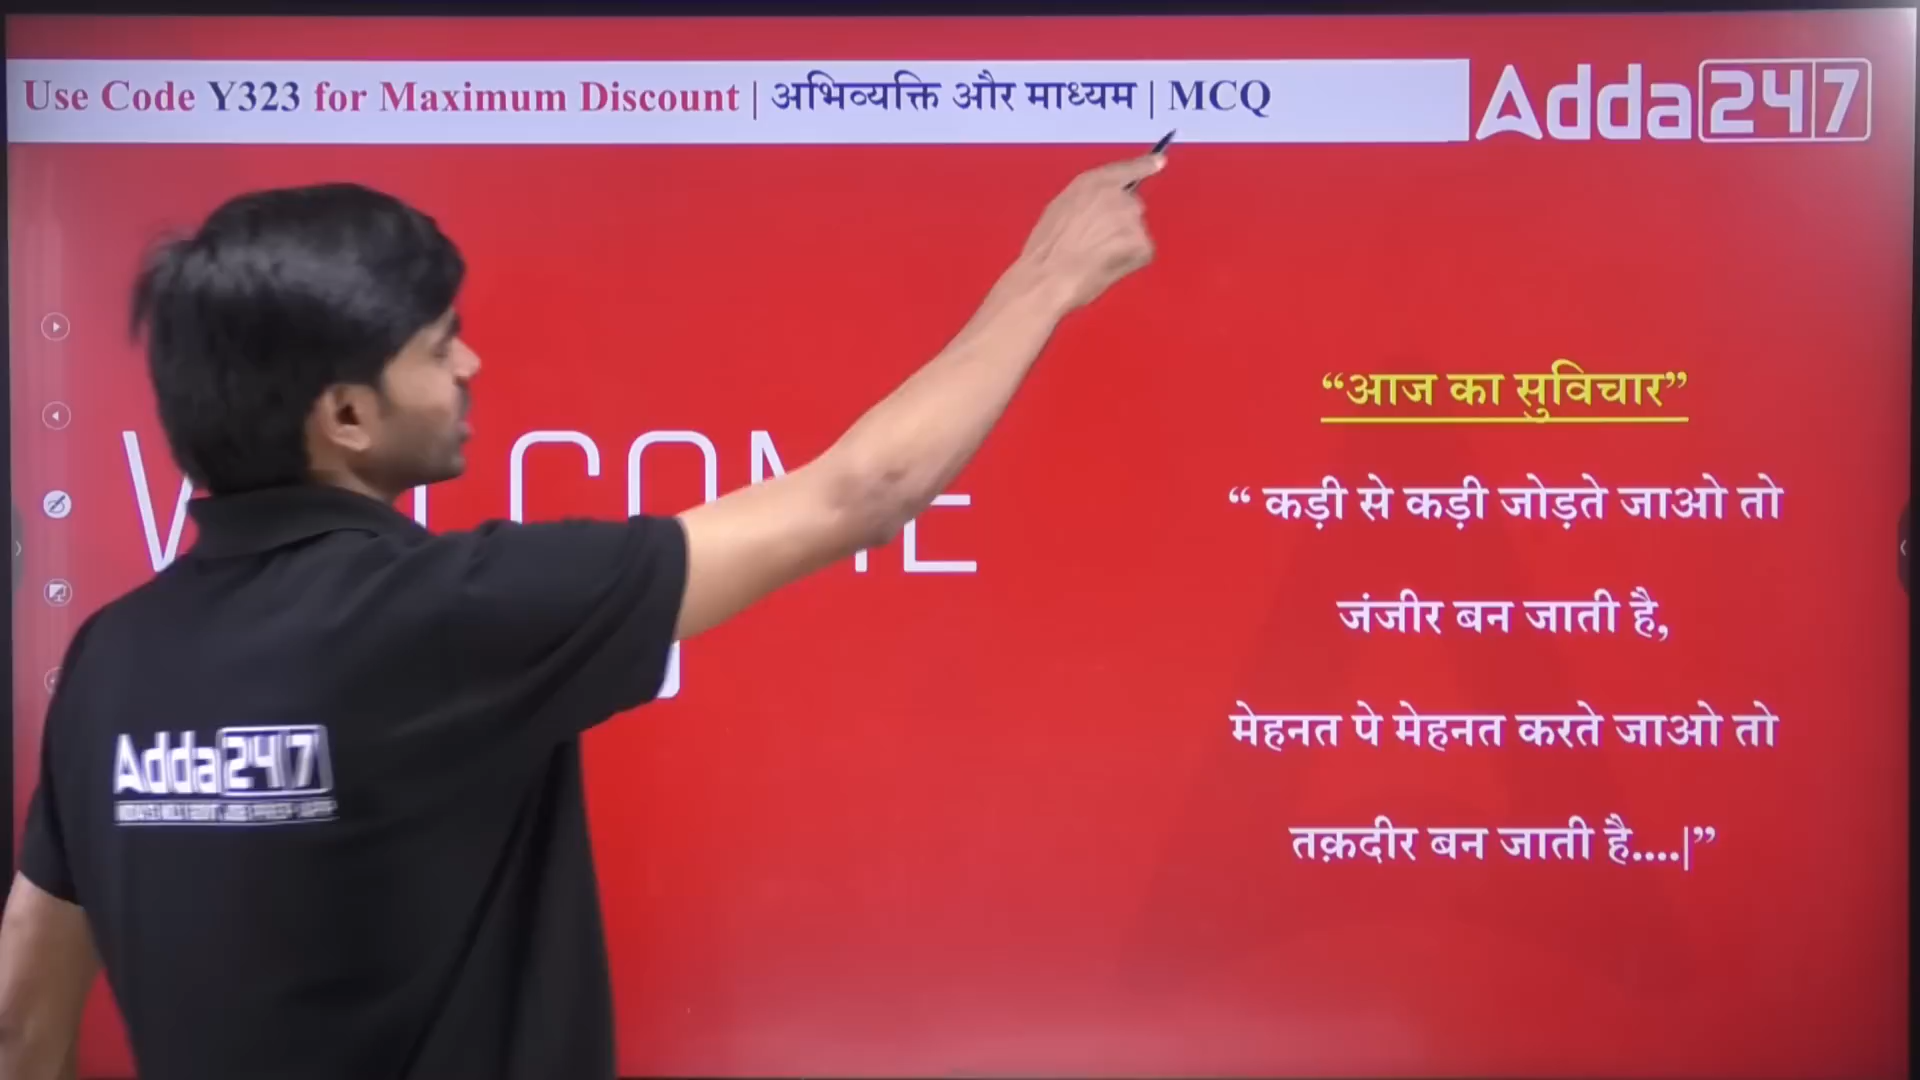 Use Code Y323 for Maximum Discount | अभिव्यक्ति और माध्यम | MCQ
Adda247
“आज का सुविचार”
“ कड़ी से कड़ी जोड़ते जाओ तो
जंजीर बन जाती है,
मेहनत पे मेहनत करते जाओ तो
तक़दीर बन जाती है....|”
Adda247